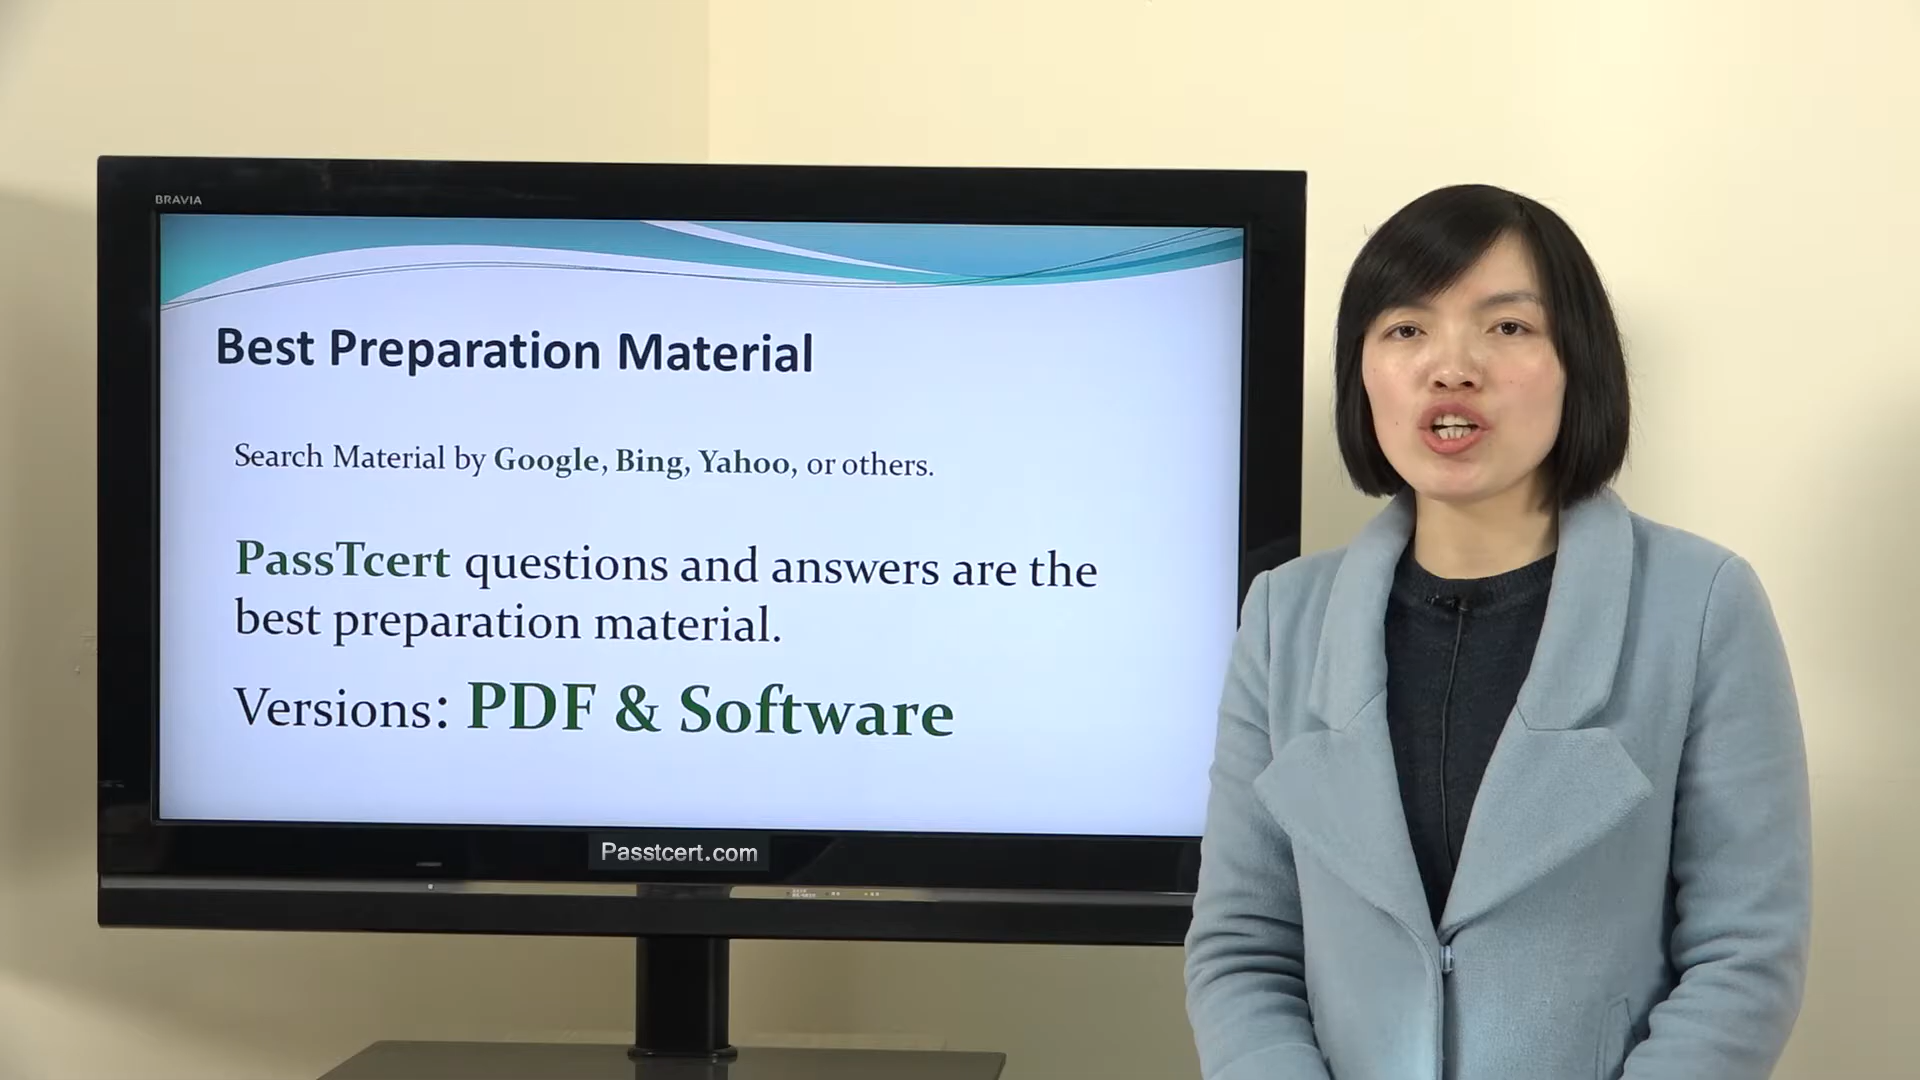 BRAVIA
Best Preparation Material
Search Material by Google, Bing, Yahoo, or others.
PassTcert questions and answers are the
best preparation material.
Versions: PDF & Software
Passtcert.com